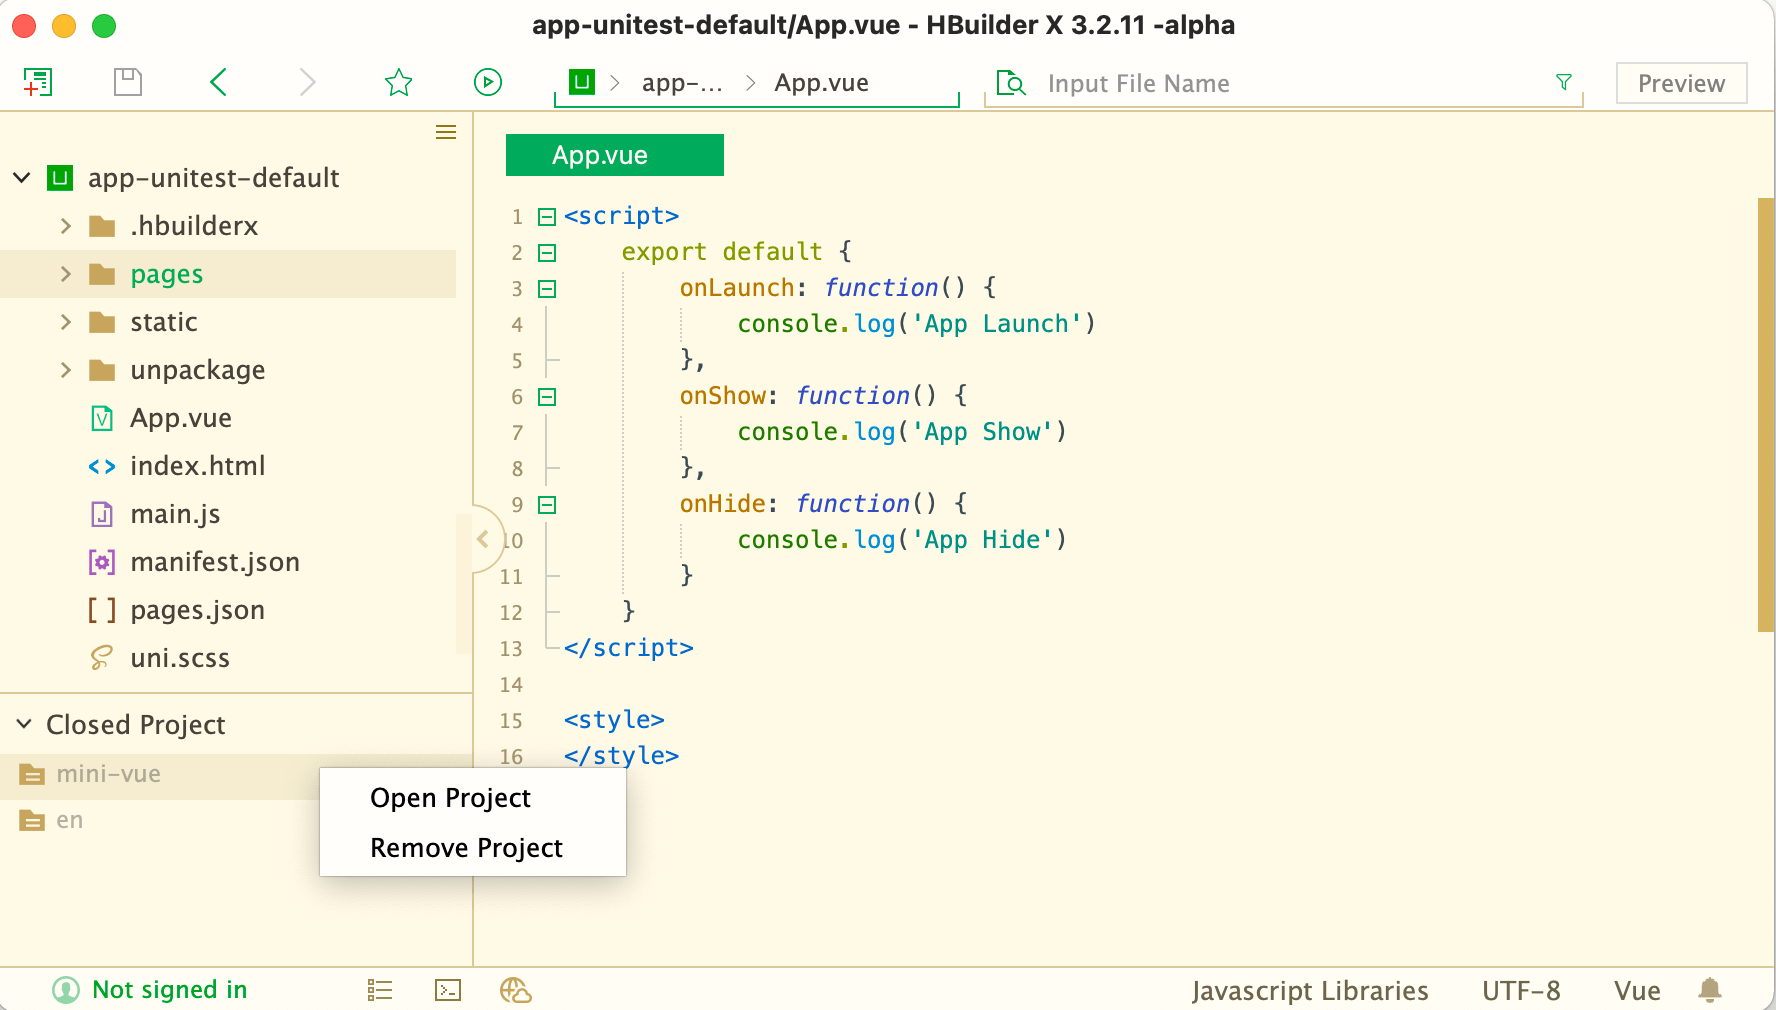 app-unitest-default/App.vue - HBuilder X 3.2.11 -alpha
app-... App.vue
Input File Name
Preview
app-unitest-default
.hbuilderx
pages
static
unpackage
App.vue
index.html
main.js
manifest.json
pages.json
uni.scss
Closed Project
mini-vue
en
Open Project
Remove Project
App.vue
1 <script>
2 export default {
3 onLaunch: function() {
4 console.log('App Launch')
5 },
6 onShow: function() {
7 console.log('App Show')
8 },
9 onHide: function() {
10 console.log('App Hide')
11 }
12 }
13 </script>
14
15 <style>
16 </style>
Not signed in
Javascript Libraries
UTF-8
Vue